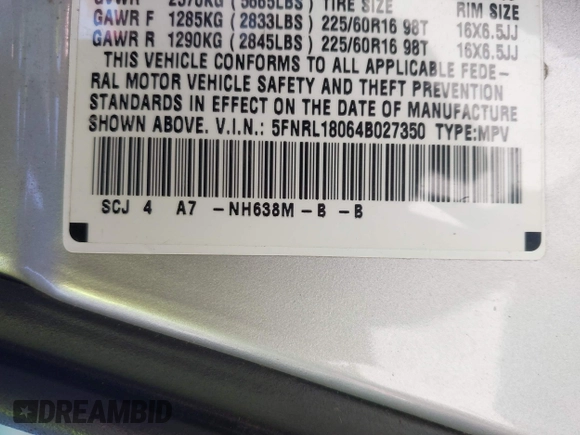 GAWR F 1285KG (2833LBS) 225/60R16 98T 16X6.5JJ
GAWR R 1290KG (2845LBS) 225/60R16 98T 16X6.5JJ
THIS VEHICLE CONFORMS TO ALL APPLICABLE FEDE-
RAL MOTOR VEHICLE SAFETY AND THEFT PREVENTION
STANDARDS IN EFFECT ON THE DATE OF MANUFACTURE
SHOWN ABOVE. V.I.N.: 5FNRL18064B027350 TYPE:MPV
SCJ 4 A7 -NH638M - B - B
DREAMBID